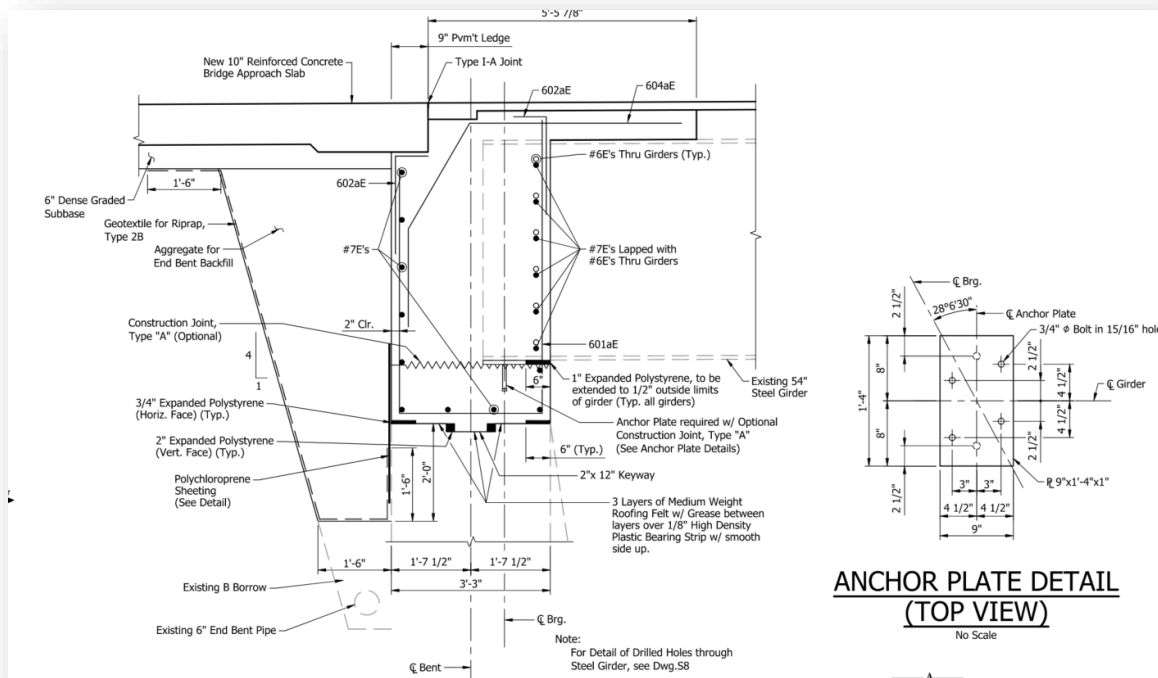 5'-5 7/8"
9" Pvm't Ledge
New 10" Reinforced Concrete
Bridge Approach Slab
Type I-A Joint
602aE
604aE
#6E's Thru Girders (Typ.)
602aE
1'-6"
6" Dense Graded
Subbase
Geotextile for Riprap,
Type 2B
Aggregate for
End Bent Backfill
#7E's
#7E's Lapped with
#6E's Thru Girders
Construction Joint,
Type "A" (Optional)
2" Clr.
601aE
4
1
6"
1" Expanded Polystyrene, to be
extended to 1/2" outside limits
of girder (Typ. all girders)
Existing 54"
Steel Girder
3/4" Expanded Polystyrene
(Horiz. Face) (Typ.)
Anchor Plate required w/ Optional
Construction Joint, Type "A"
(See Anchor Plate Details)
2" Expanded Polystyrene
(Vert. Face) (Typ.)
6" (Typ.)
2"x 12" Keyway
Polychloroprene
Sheeting
(See Detail)
1'-6"
2'-0"
3 Layers of Medium Weight
Roofing Felt w/ Grease between
layers over 1/8" High Density
Plastic Bearing Strip w/ smooth
side up.
1'-6"
1'-7 1/2"
1'-7 1/2"
3'-3"
Existing B Borrow
Existing 6" End Bent Pipe
℄ Brg.
℄ Bent
Note:
For Detail of Drilled Holes through
Steel Girder, see Dwg.S8
℄ Brg.
28°6'30"
℄ Anchor Plate
3/4" ϕ Bolt in 15/16" hole
2 1/2"
8"
1'-4"
8"
2 1/2"
2 1/2"
4 1/2"
℄ Girder
4 1/2"
2 1/2"
3"
3"
4 1/2"
4 1/2"
9"
⅊ 9"x1'-4"x1"
ANCHOR PLATE DETAIL
(TOP VIEW)
No Scale